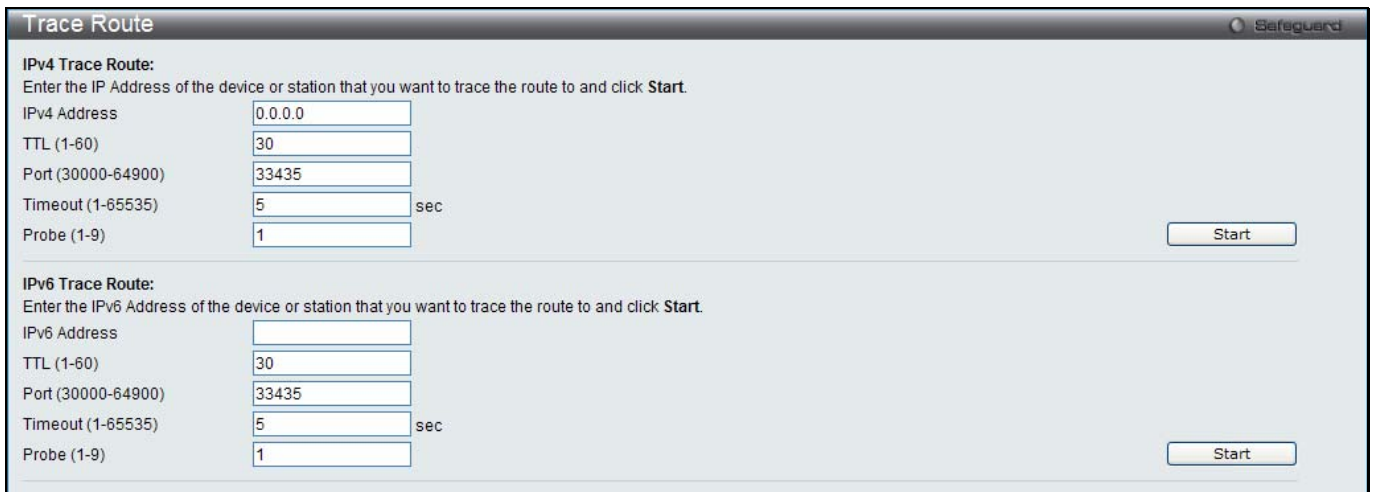 Trace Route
Safeguard
IPv4 Trace Route:
Enter the IP Address of the device or station that you want to trace the route to and click Start.
IPv4 Address 0.0.0.0
TTL (1-60) 30
Port (30000-64900) 33435
Timeout (1-65535) 5 sec
Probe (1-9) 1 Start
IPv6 Trace Route:
Enter the IPv6 Address of the device or station that you want to trace the route to and click Start.
IPv6 Address
TTL (1-60) 30
Port (30000-64900) 33435
Timeout (1-65535) 5 sec
Probe (1-9) 1 Start